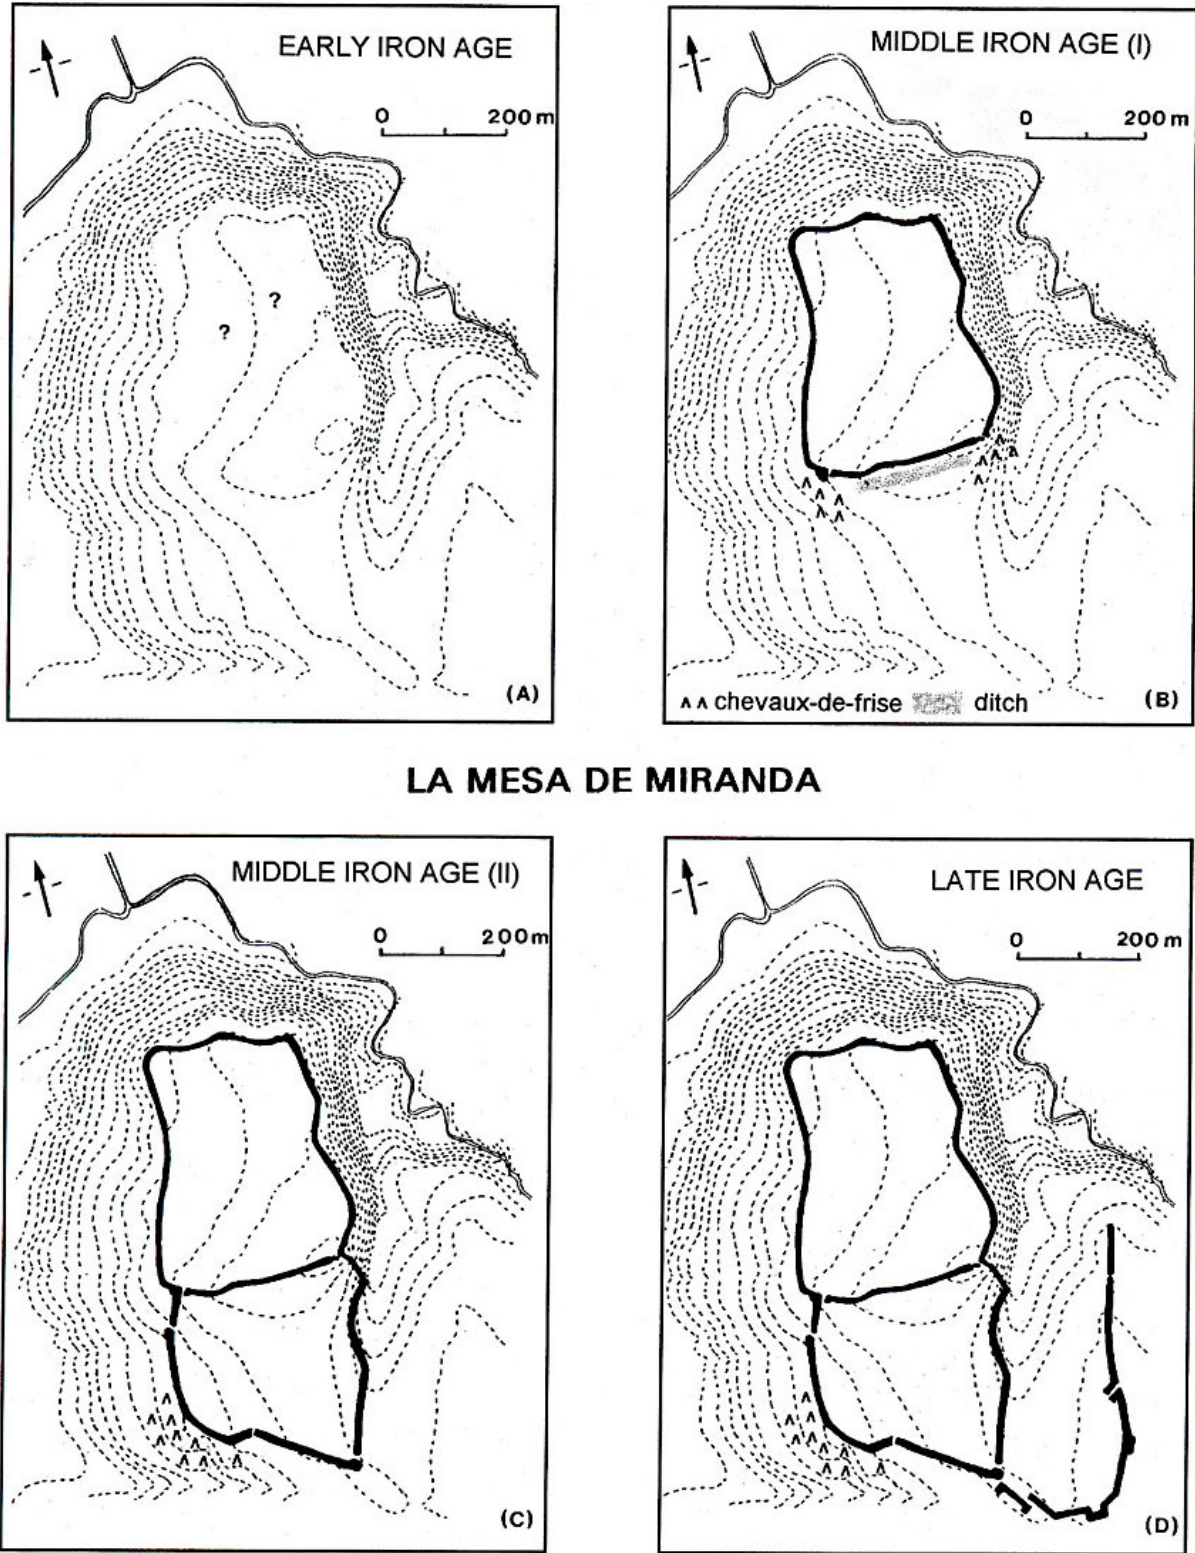 EARLY IRON AGE
0 200 m
?
?
(A)
MIDDLE IRON AGE (I)
0 200 m
^ ^ chevaux-de-frise ditch
(B)
LA MESA DE MIRANDA
MIDDLE IRON AGE (II)
0 200 m
(C)
LATE IRON AGE
0 200 m
(D)